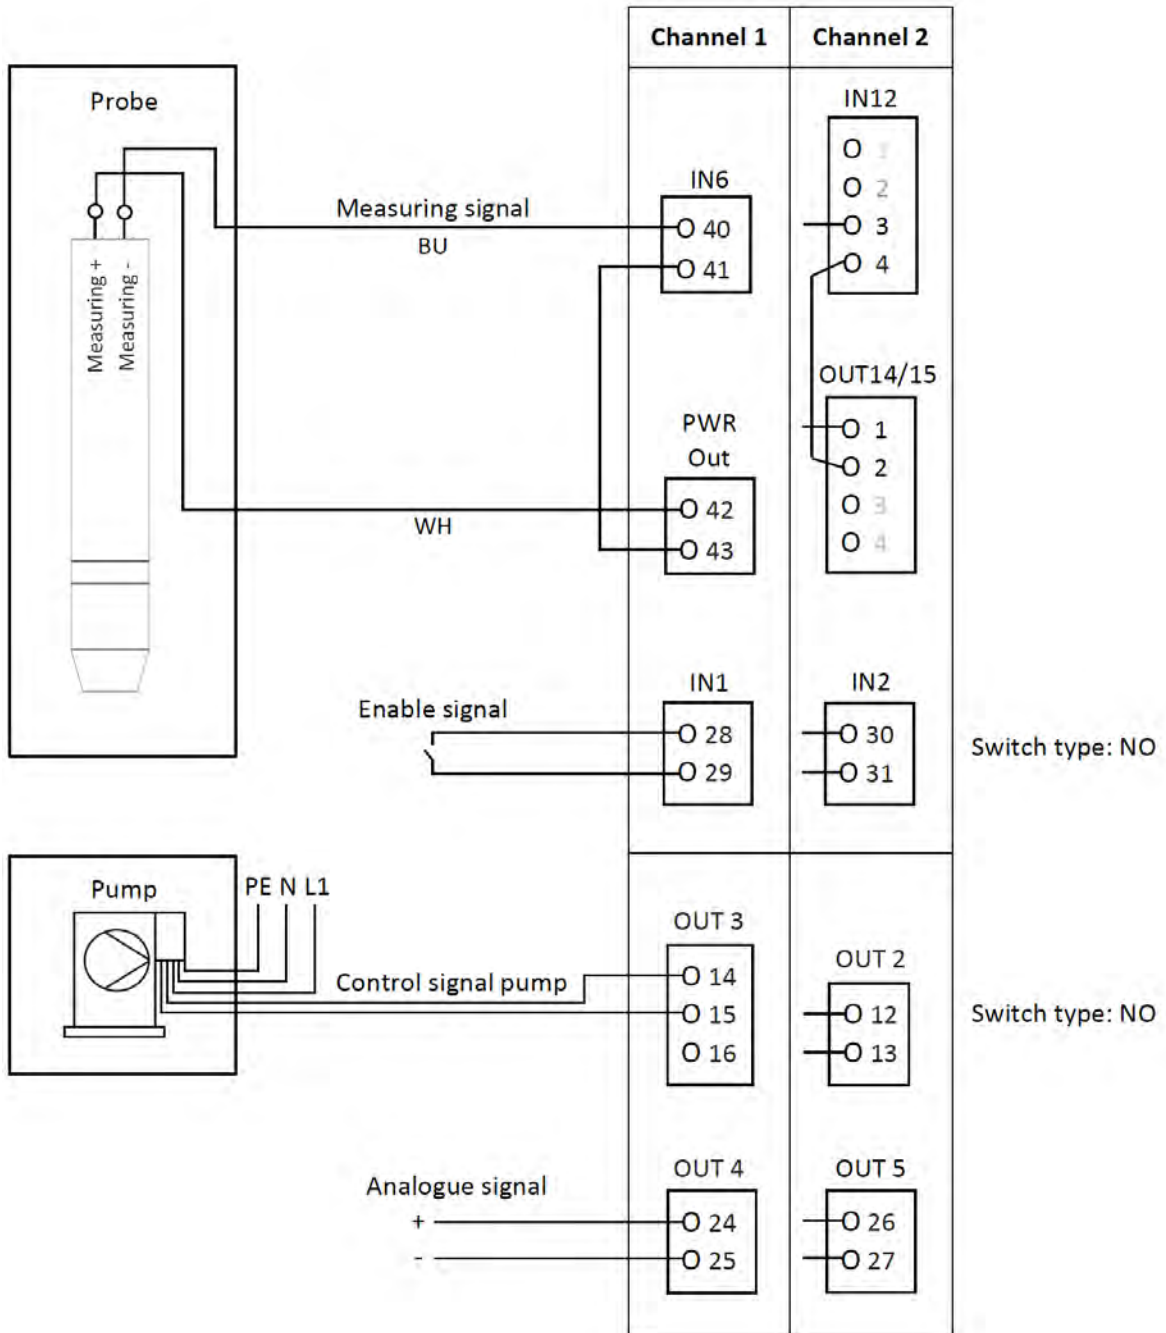 Channel 1
Channel 2
Probe
Measuring +
Measuring -
Measuring signal
BU
WH
IN6
40
41
PWR
Out
42
43
IN12
1
2
3
4
OUT14/15
1
2
3
4
Enable signal
IN1
28
29
IN2
30
31
Switch type: NO
Pump
PE N L1
Control signal pump
OUT 3
14
15
16
OUT 2
12
13
Switch type: NO
Analogue signal
+
-
OUT 4
24
25
OUT 5
26
27